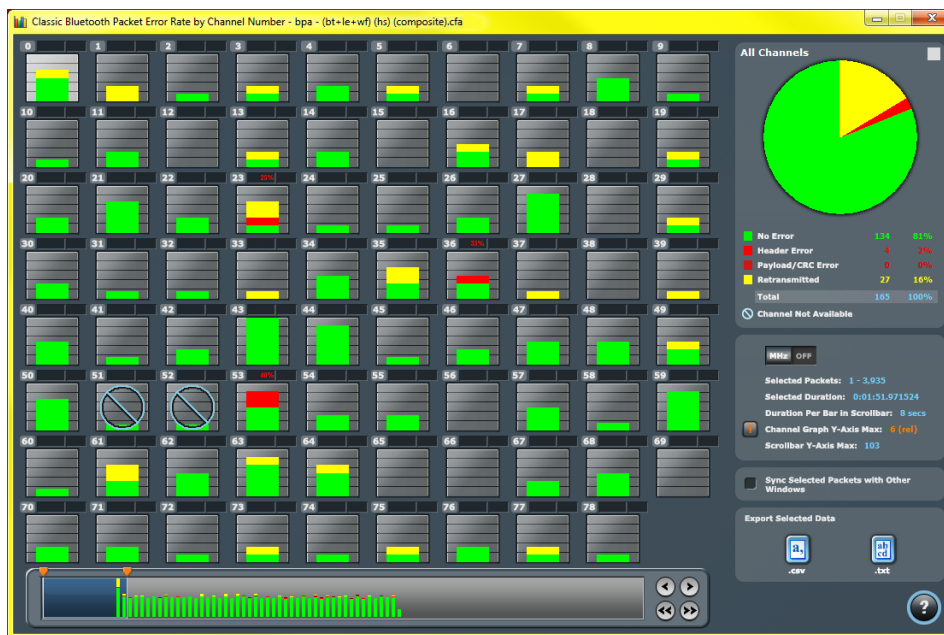 Classic Bluetooth Packet Error Rate by Channel Number - bpa - (bt+le+wf) (hs) (composite).cfa
0 1 2 3 4 5 6 7 8 9
10 11 12 13 14 15 16 17 18 19
20 21 22 23 25% 24 25 26 27 28 29
30 31 32 33 34 35 36 33% 37 38 39
40 41 42 43 44 45 46 47 48 49
50 51 52 53 40% 54 55 56 57 58 59
60 61 62 63 64 65 66 67 68 69
70 71 72 73 74 75 76 77 78
All Channels
No Error 134 81%
Header Error 4 2%
Payload/CRC Error 0 0%
Retransmitted 27 16%
Total 165 100%
Channel Not Available
MHz OFF
Selected Packets: 1 - 3,935
Selected Duration: 0:01:51.971524
Duration Per Bar in Scrollbar: 8 secs
Channel Graph Y-Axis Max: 6 (rel)
Scrollbar Y-Axis Max: 103
Sync Selected Packets with Other
Windows
Export Selected Data
a, ab
cd
.csv .txt
?